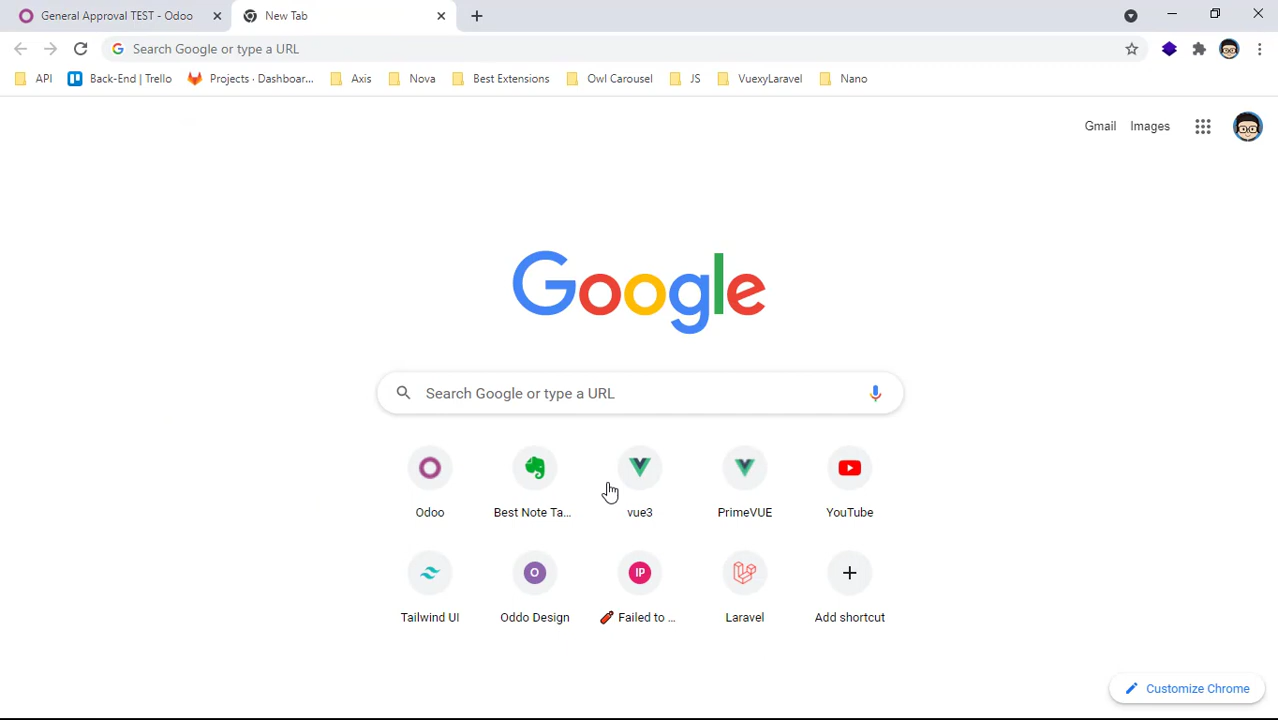 General Approval TEST - Odoo
New Tab
Search Google or type a URL
API
Back-End | Trello
Projects · Dashboar...
Axis
Nova
Best Extensions
Owl Carousel
JS
VuexyLaravel
Nano
Gmail
Images
Google
Search Google or type a URL
Odoo
Best Note Ta...
vue3
PrimeVUE
YouTube
O
IP
Tailwind UI
Oddo Design
Failed to ...
Laravel
Add shortcut
Customize Chrome